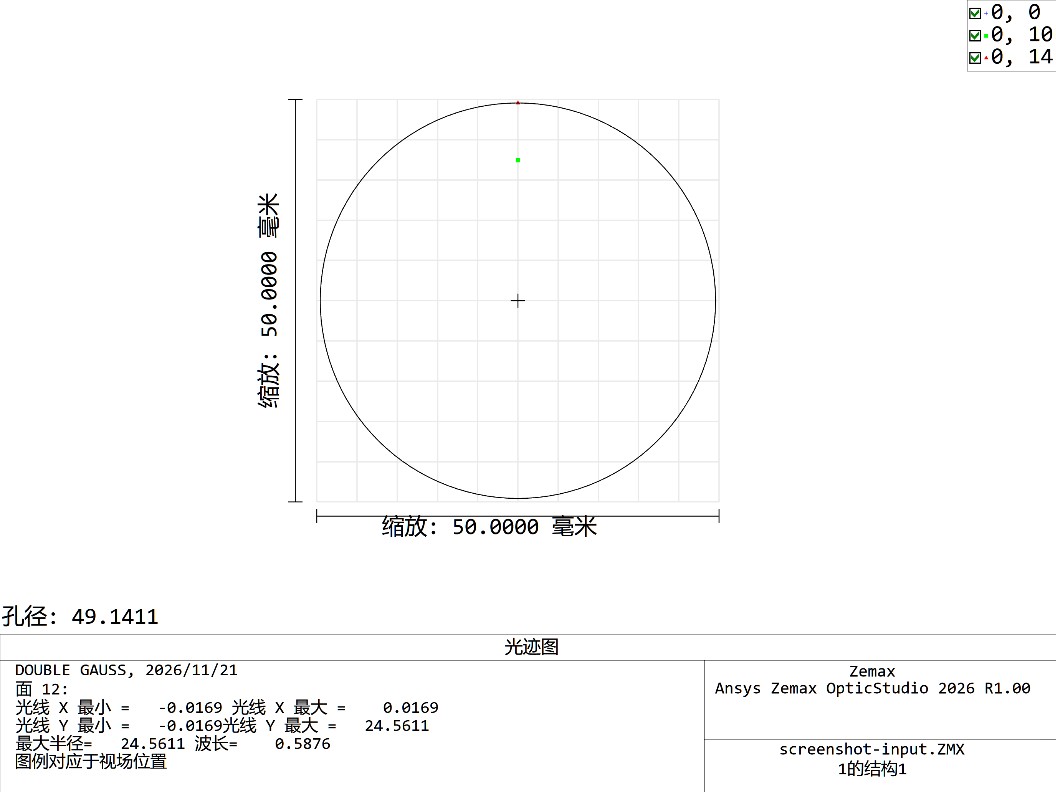 0, 0
0, 10
0, 14
缩放: 50.0000 毫米
缩放: 50.0000 毫米
孔径: 49.1411
光迹图
DOUBLE GAUSS, 2026/11/21
面 12:
光线 X 最小 = -0.0169 光线 X 最大 = 0.0169
光线 Y 最小 = -0.0169光线 Y 最大 = 24.5611
最大半径= 24.5611 波长= 0.5876
图例对应于视场位置
Zemax
Ansys Zemax OpticStudio 2026 R1.00
screenshot-input.ZMX
1的结构1